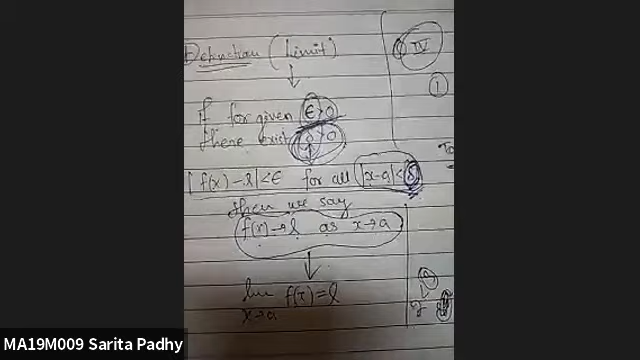 Definition (Limit)
If for given ϵ>0
there exist δ>0
|f(x)-l|<ϵ for all |x-a|<δ
then we say
f(x)→l as x→a
lim f(x)=l
x→a
IV
1
MA19M009 Sarita Padhy